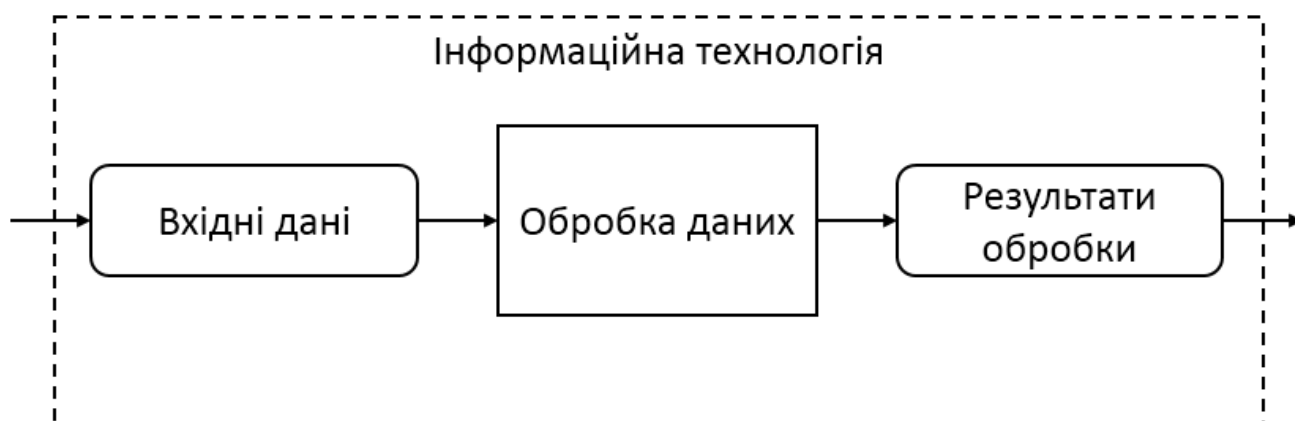 Інформаційна технологія
Вхідні дані
Обробка даних
Результати
обробки